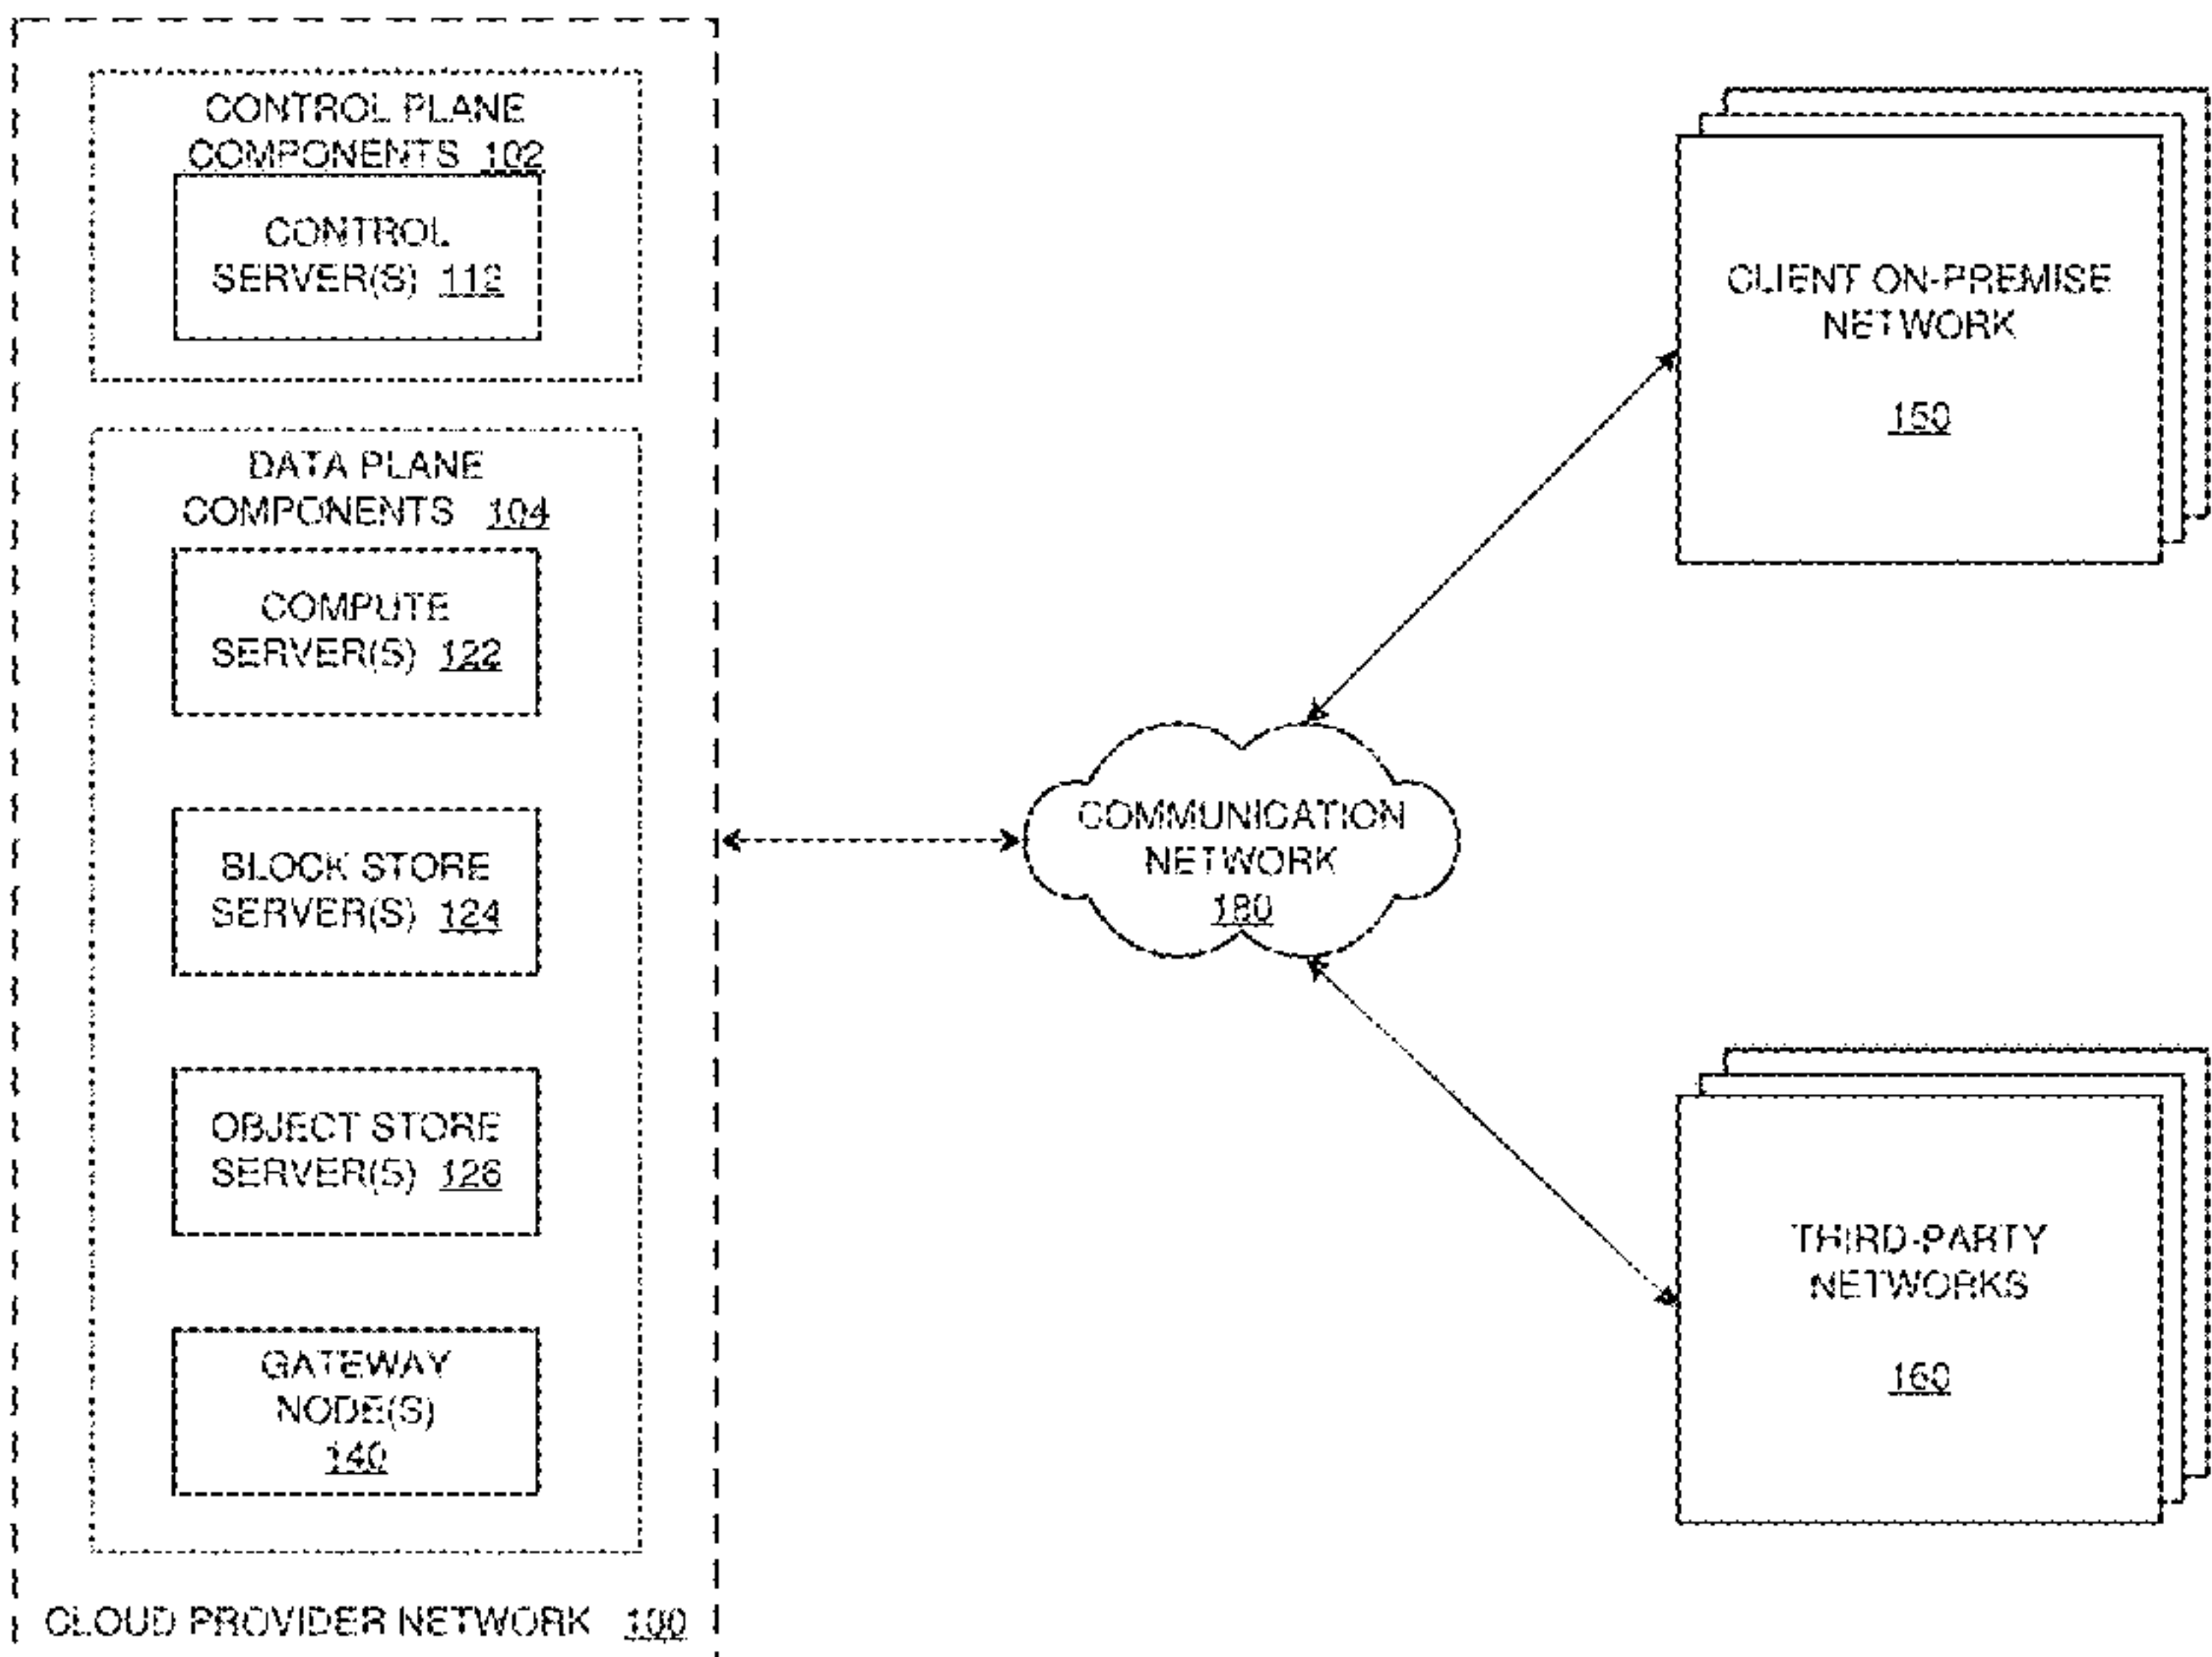 CONTROL PLANE
COMPONENTS 102
CONTROL
SERVER(S) 112
DATA PLANE
COMPONENTS 104
COMPUTE
SERVER(S) 122
BLOCK STORE
SERVER(S) 124
OBJECT STORE
SERVER(S) 126
GATEWAY
NODE(S)
140
CLOUD PROVIDER NETWORK 100
COMMUNICATION
NETWORK
180
CLIENT ON-PREMISE
NETWORK
150
THIRD-PARTY
NETWORKS
160